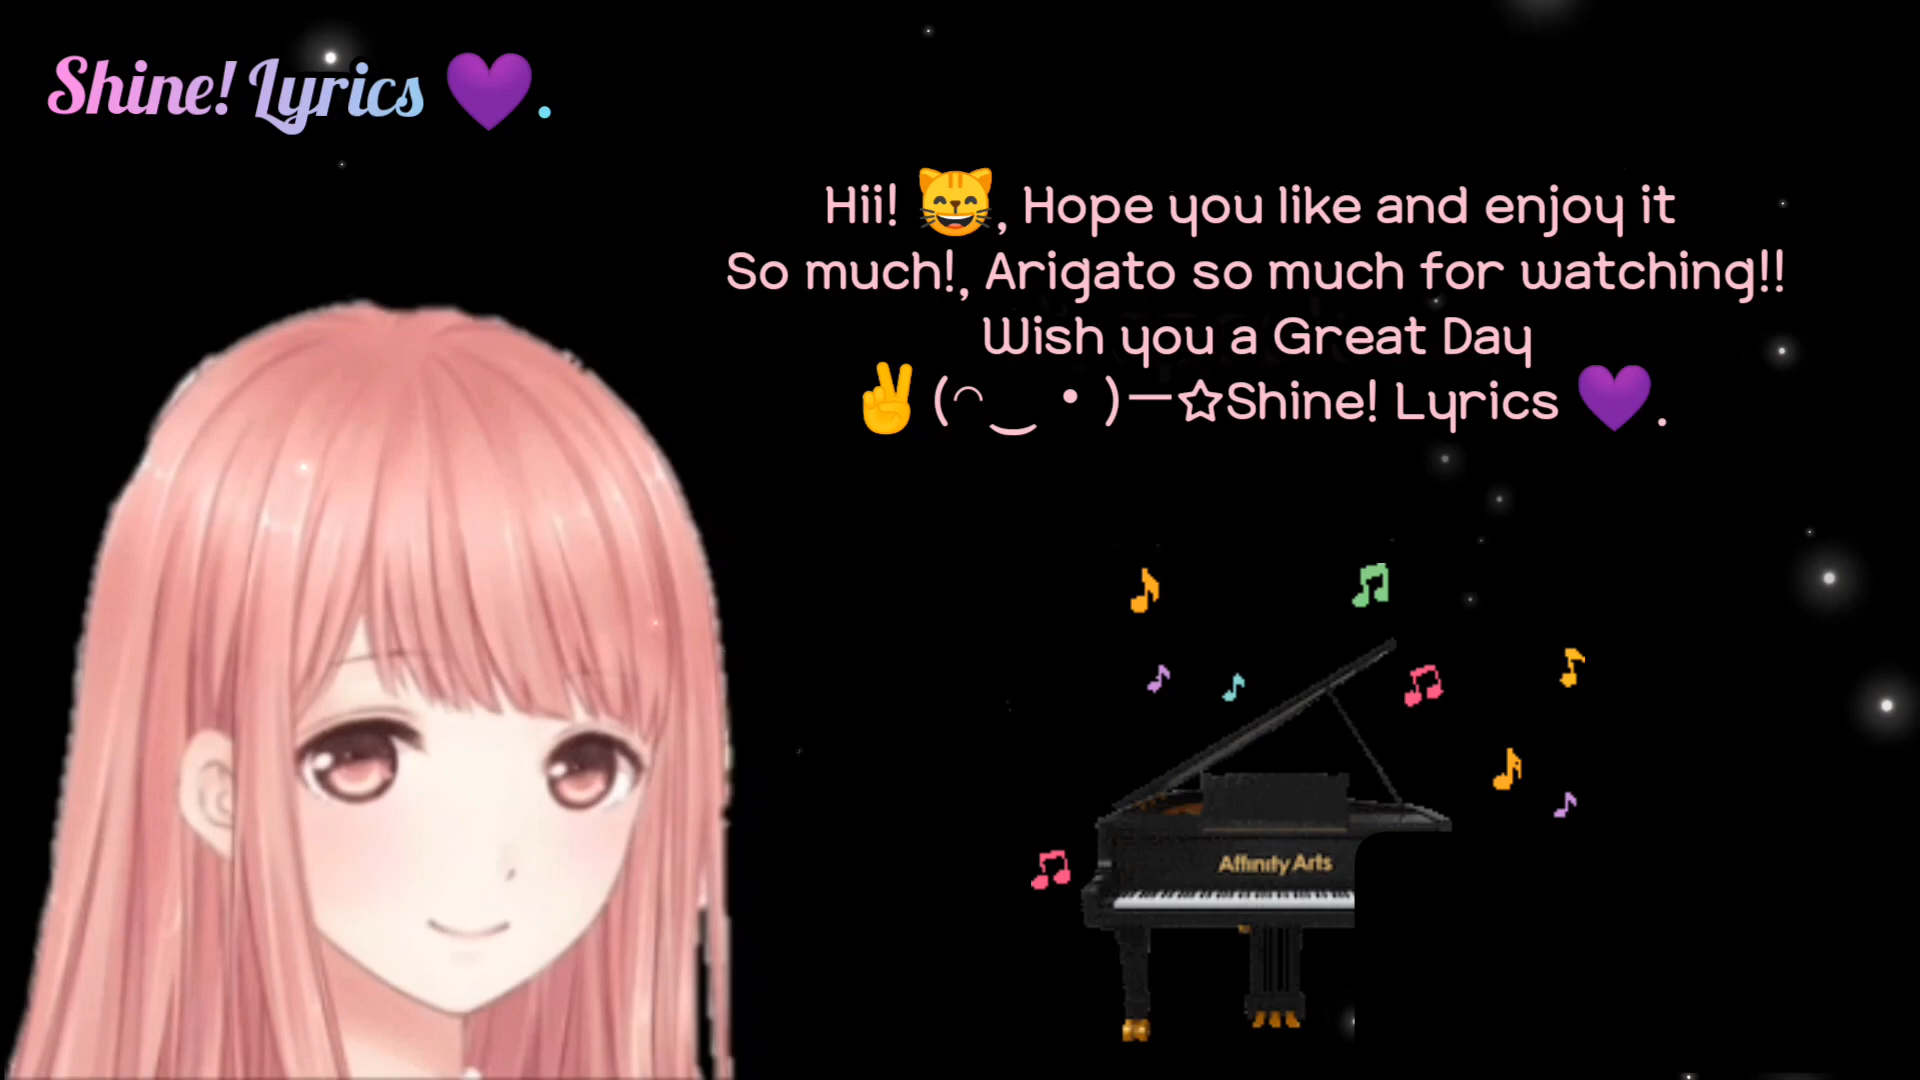 Shine! Lyrics 💜.
Hii! 😸, Hope you like and enjoy it
So much!, Arigato so much for watching!!
Wish you a Great Day
✌️(◠‿・)—☆Shine! Lyrics 💜.
Affinity Arts